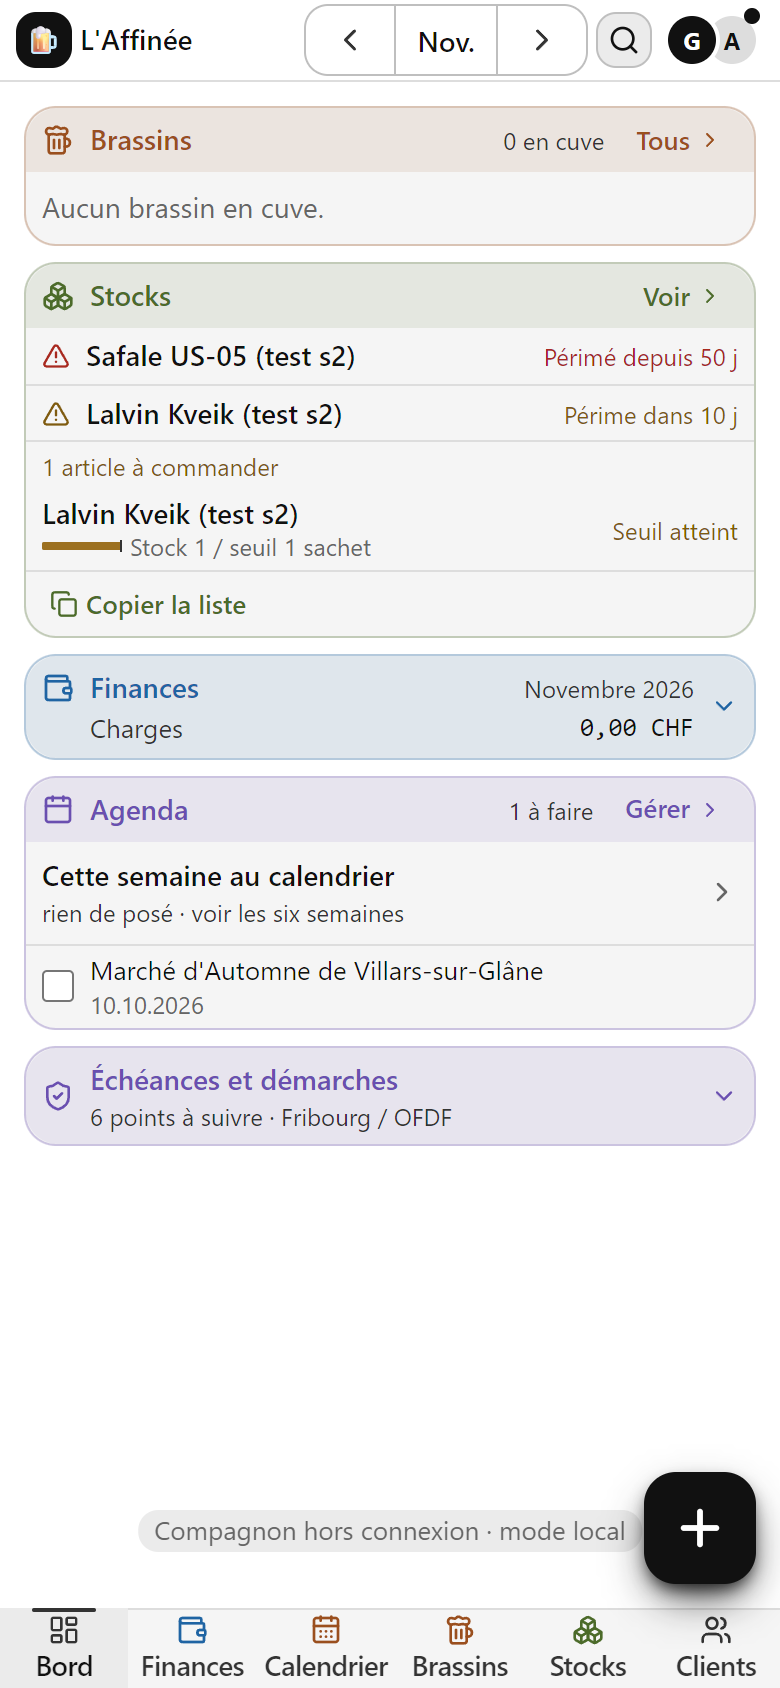 L'Affinée
Nov.
G A
Brassins 0 en cuve Tous
Aucun brassin en cuve.
Stocks Voir
Safale US-05 (test s2) Périmé depuis 50 j
Lalvin Kveik (test s2) Périme dans 10 j
1 article à commander
Lalvin Kveik (test s2)
Seuil atteint
Stock 1 / seuil 1 sachet
Copier la liste
Finances Novembre 2026
Charges 0,00 CHF
Agenda 1 à faire Gérer
Cette semaine au calendrier
rien de posé · voir les six semaines
Marché d'Automne de Villars-sur-Glâne
10.10.2026
Échéances et démarches
6 points à suivre · Fribourg / OFDF
Compagnon hors connexion · mode local
Bord Finances Calendrier Brassins Stocks Clients